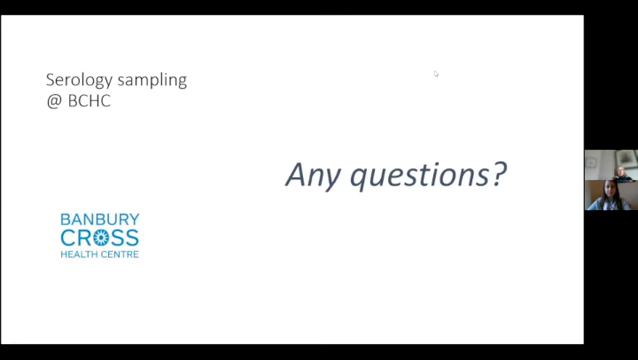 Serology sampling
@ BCHC
Any questions?
BANBURY
CROSS
HEALTH CENTRE